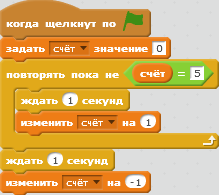 когда щелкнут по
задать счёт значение 0
повторять пока не счёт = 5
ждать 1 секунд
изменить счёт на 1
ждать 1 секунд
изменить счёт на -1